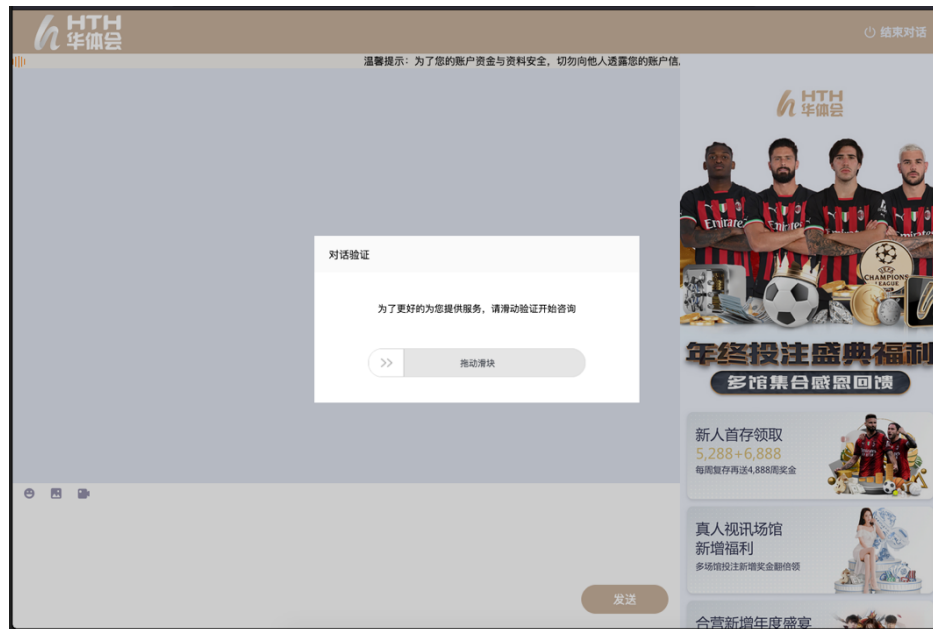 HTH
华体会
结束对话
温馨提示：为了您的账户资金与资料安全，切勿向他人透露您的账户信
HTH
华体会
对话验证
为了更好的为您提供服务，请滑动验证开始咨询
>> 拖动滑块
Emirates
CHAMPIONS
LEAGUE
年终投注盛典福利
多馆集合感恩回馈
新人首存领取
5,288+6,888
每周复存再送4,888周奖金
真人视讯场馆
新增福利
多场馆投注新增奖金翻倍领
发送
合营新增年度盛宴